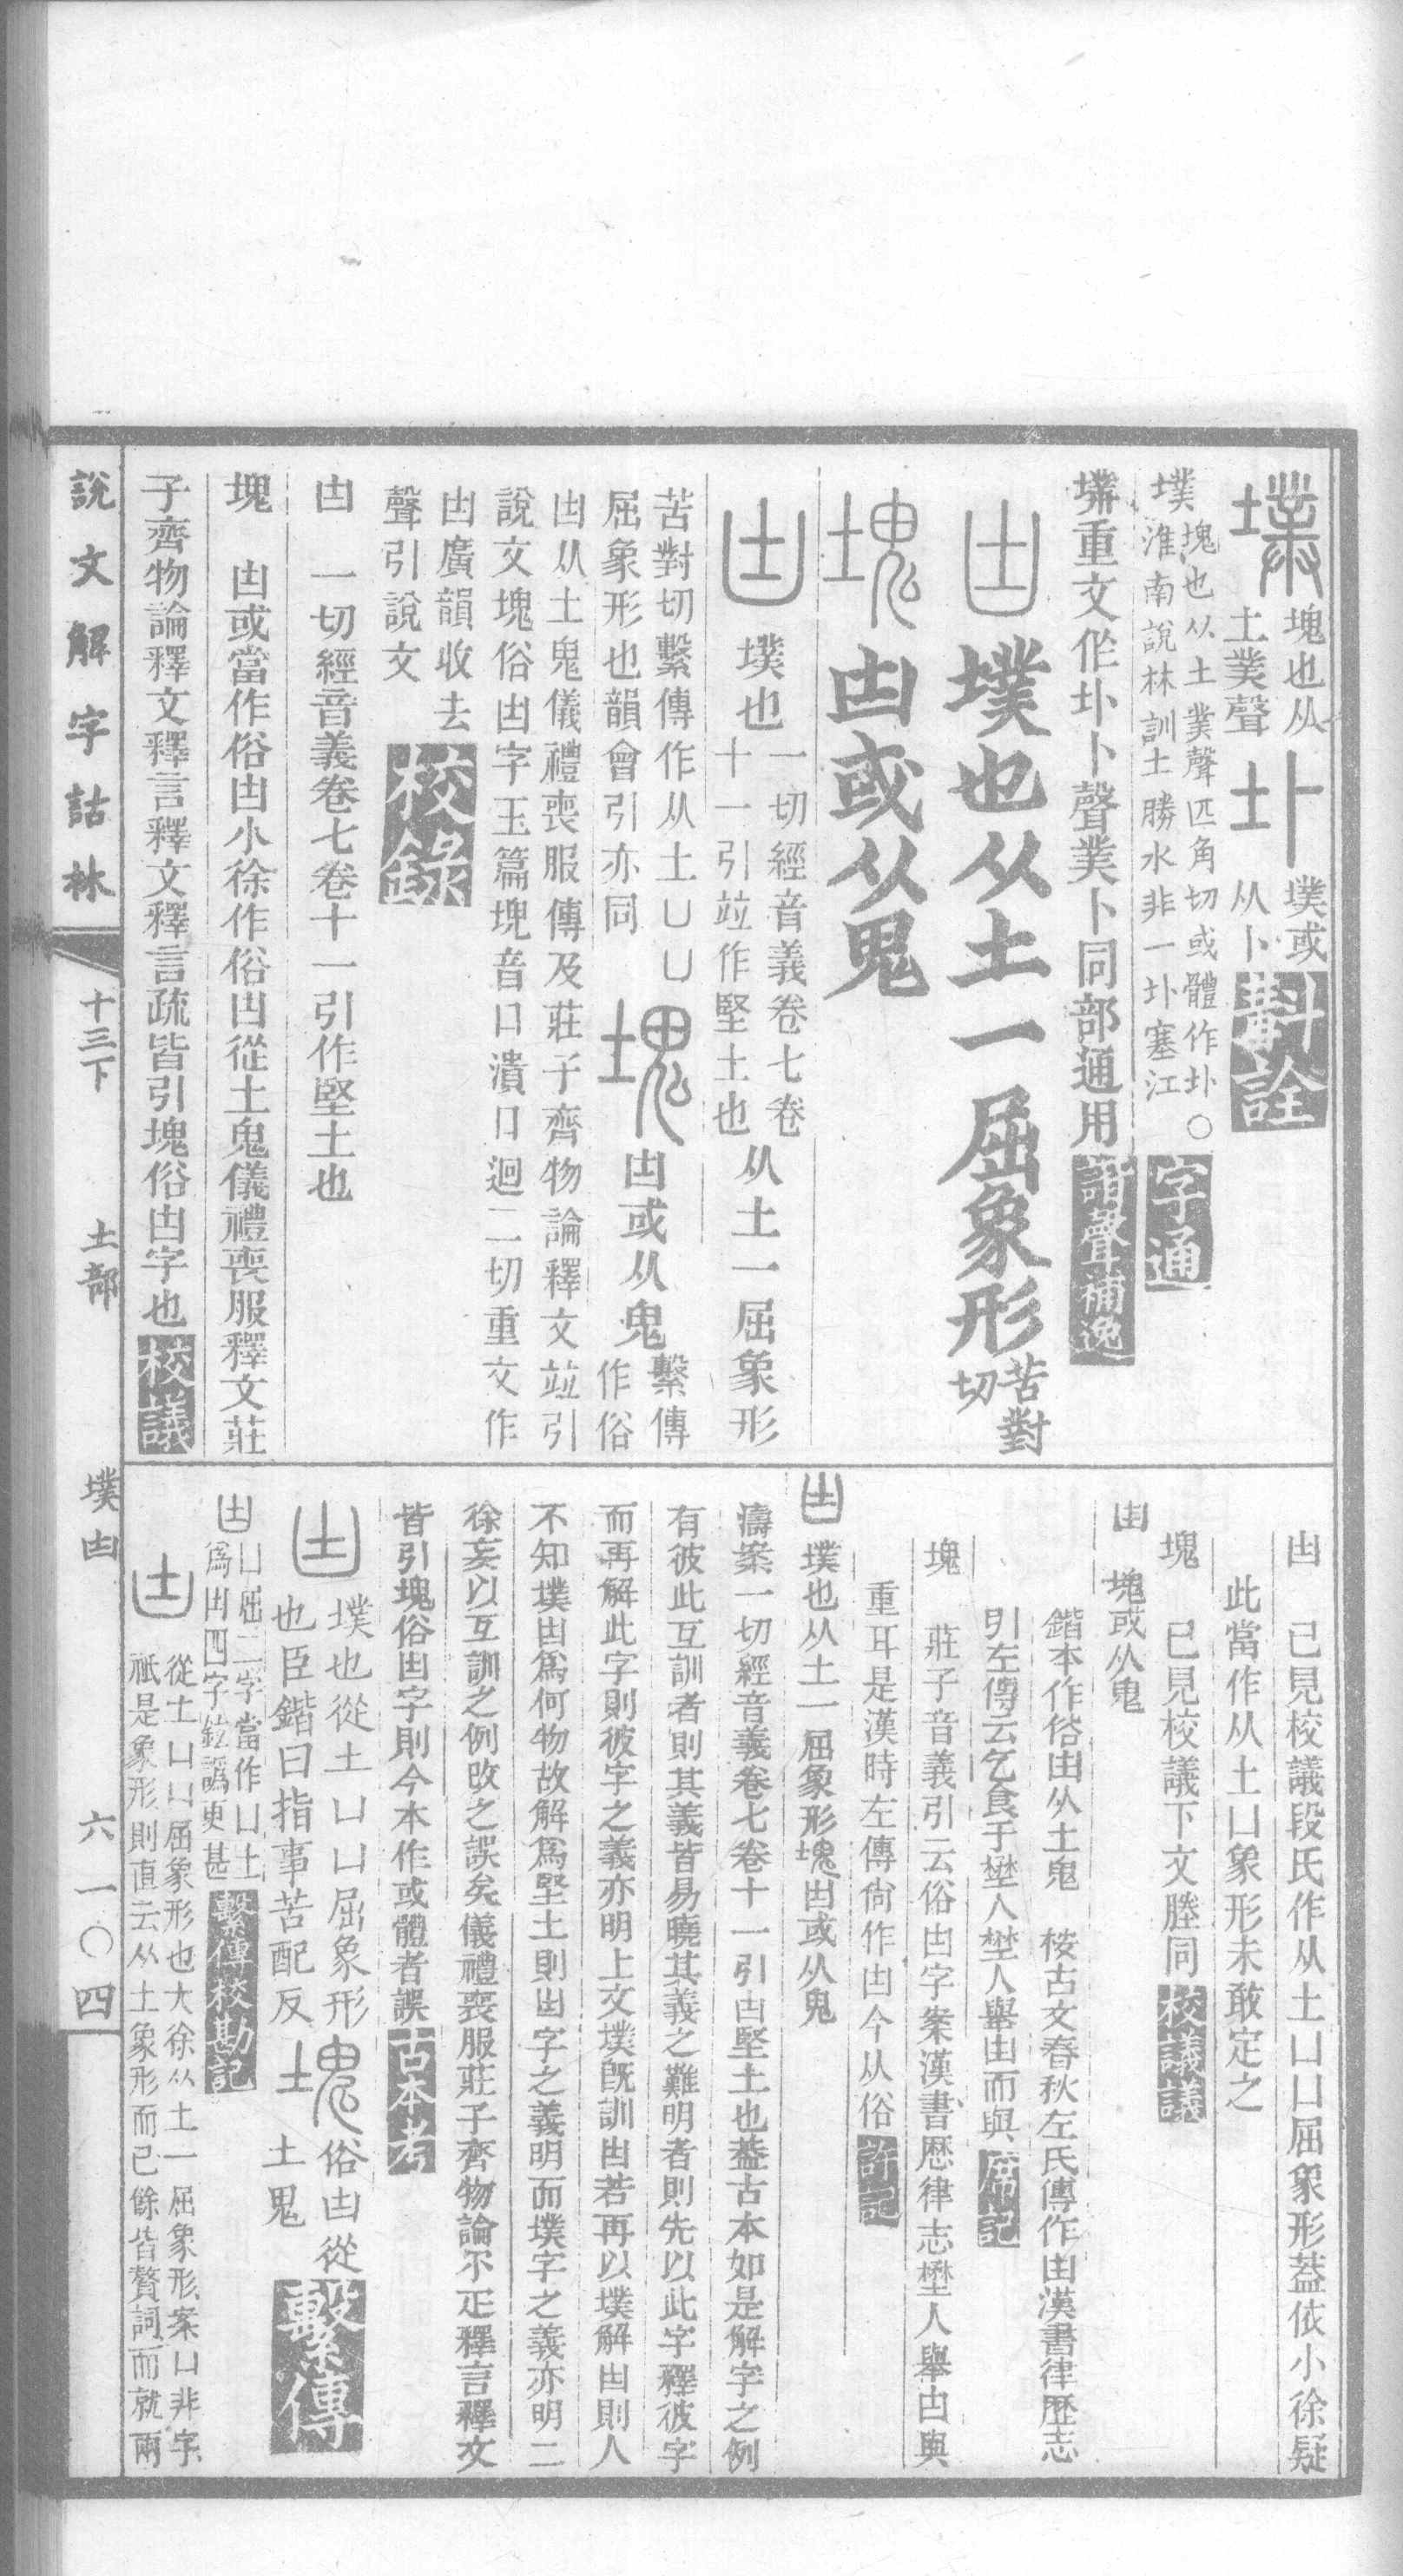 塊也从土菐聲
圤 墣或从卜
斠詮
墣 塊也从土菐聲匹角切或體作圤○淮南說林訓土勝水非一圤塞江
字通
墣重文作圤卜聲菐卜同部通用
諧聲補逸
凷 墣也从土一屈象形 苦對切
塊 凷或从鬼
凷 墣也 一切經音義卷七卷十一引竝作堅土也 从土一屈象形
苦對切繫傳作从土凵凵屈象形也韻會引亦同
塊 凷或从鬼 繫傳作俗
凷从土鬼儀禮喪服傳及莊子齊物論釋文竝引
說文塊俗凷字玉篇塊音口潰口迴二切重文作
凷廣韻收去聲引說文
校錄
凷 一切經音義卷七卷十一引作堅土也
塊 凷或當作俗凷小徐作俗凷從土鬼儀禮喪服釋文莊
子齊物論釋文釋言釋文釋言疏皆引塊俗凷字也
校議
凷 已見校議段氏作从土凵凵屈象形蓋依小徐疑
此當作从土凵象形未敢定之
塊 已見校議下文塍同
校議議
凷 塊或从鬼
鍇本作俗凷从土鬼 桉古文春秋左氏傳作凷漢書律歷志
引左傳云乞食于壄人壄人舉凷而與
席記
塊 莊子音義引云俗凷字案漢書歷律志壄人舉凷與
重耳是漢時左傳尙作凷今从俗
許記
凷 墣也从土一屈象形塊凷或从鬼
濤案一切經音義卷七卷十一引凷堅土也葢古本如是解字之例
有彼此互訓者則其義皆易曉其義之難明者則先以此字釋彼字
而再解此字則彼字之義亦明上文墣旣訓凷若再以墣解凷則人
不知墣凷爲何物故解爲堅土則凷字之義明而墣字之義亦明二
徐妄以互訓之例改之誤矣儀禮喪服莊子齊物論不正釋言釋文
皆引塊俗凷字則今本作或體者誤
古本考
凷 墣也從土凵凵屈象形也臣鍇曰指事苦配反
塊 俗凷從土鬼
繫傳
凷 凵屈二字當作凵土爲凷四字竝譌更甚
繫傳校勘記
凷 從土凵凵屈象形也大徐从土一屈象形案凵非字
祇是象形則直云从土象形而已餘皆贅詞而就兩
說文解字詁林 十三下 土部 墣凷 六一〇四